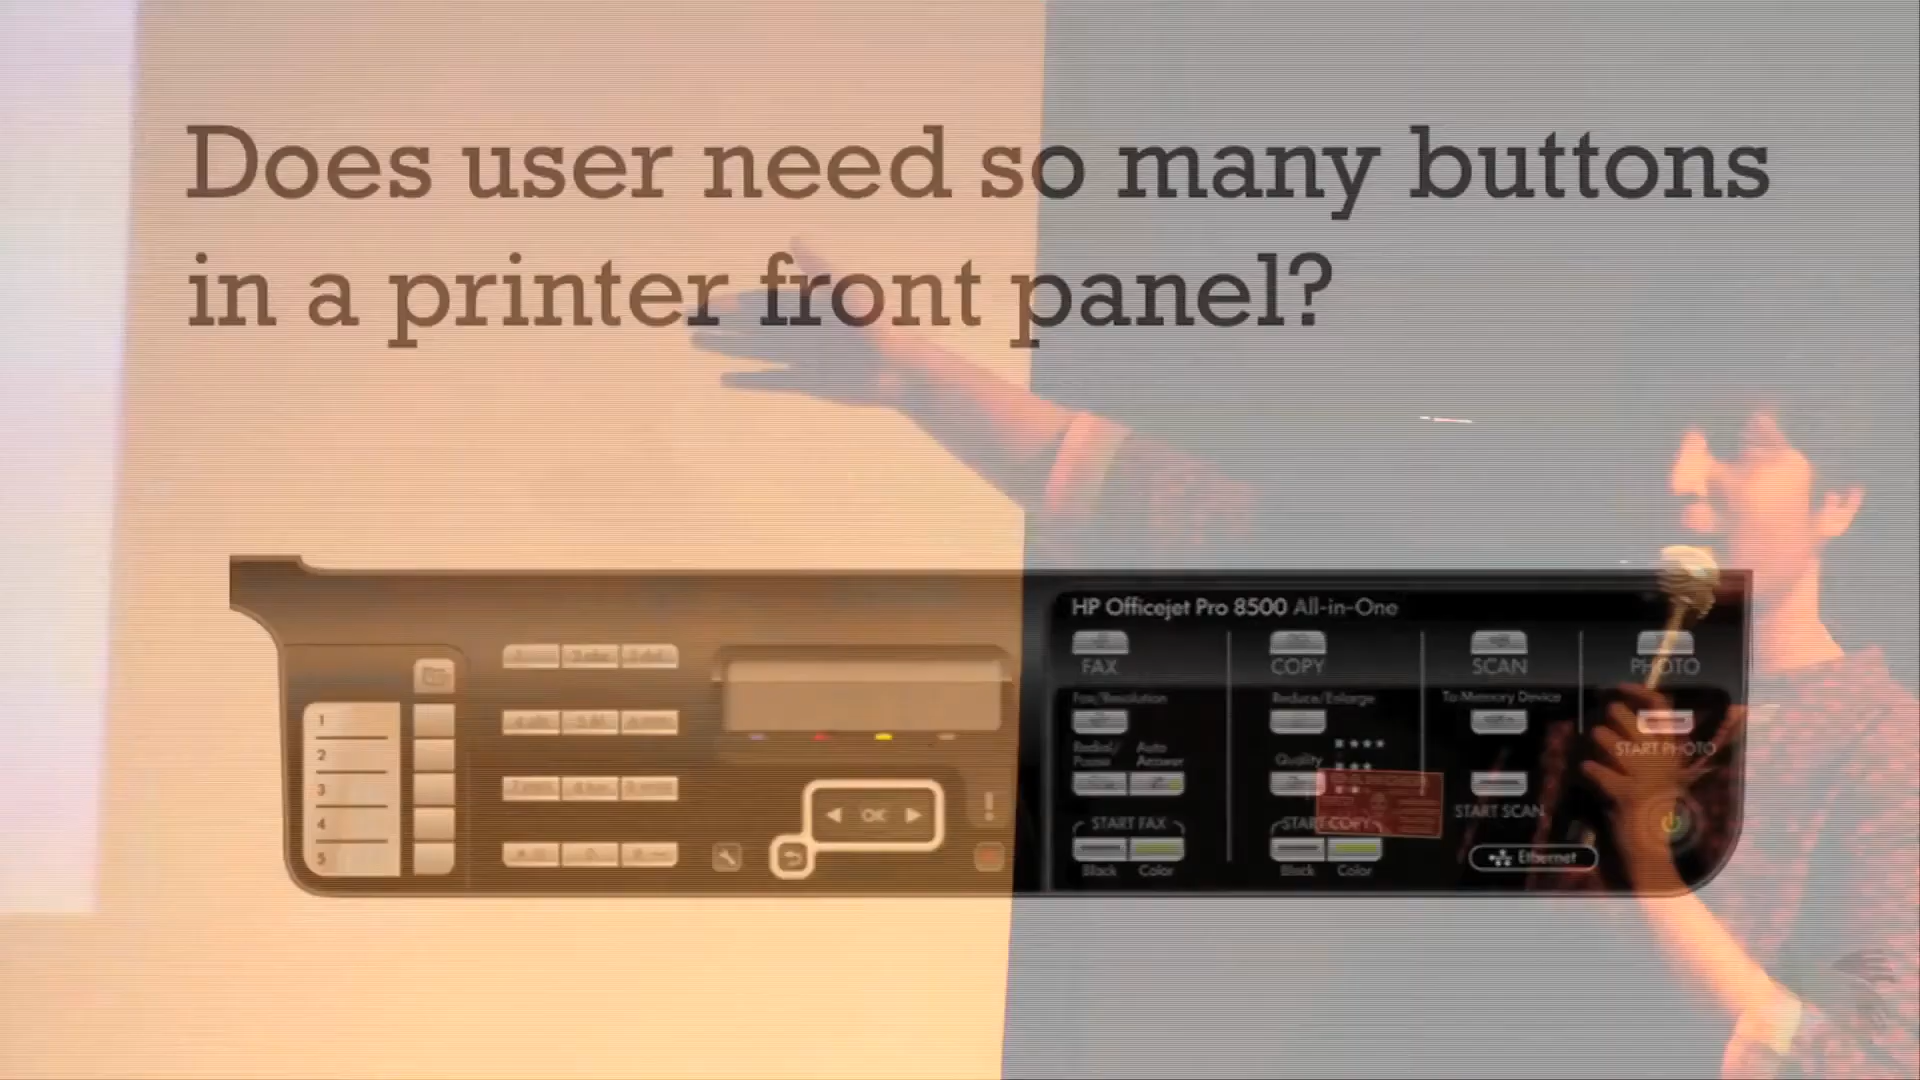 Does user need so many buttons
in a printer front panel?
HP Officejet Pro 8500 All-in-One
FAX COPY SCAN PHOTO
Fax/Resolution Reduce/Enlarge To Memory Device
Redial/ Auto
Pause Answer Quality START PHOTO
1
2
3
4
5
OK
START FAX START COPY START SCAN
Black Color Black Color Ethernet